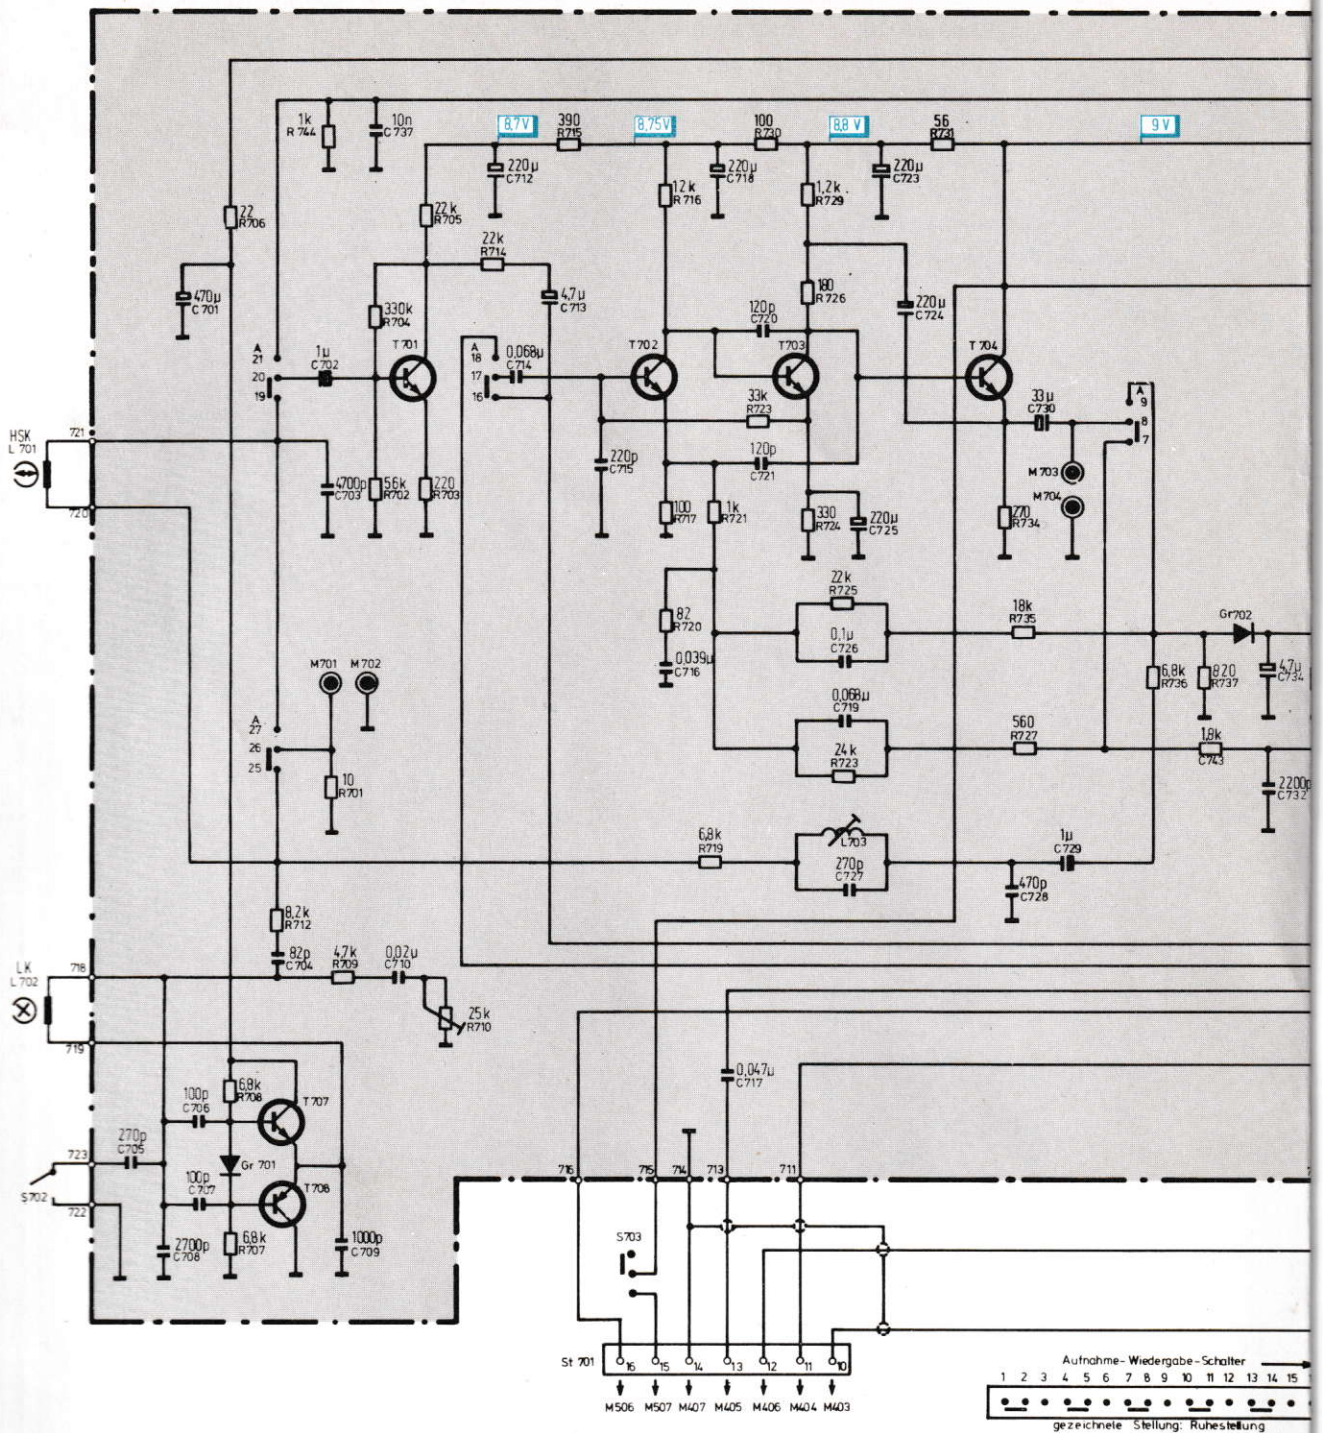 8,7V
390
R715
8,75V
100
R730
8,8 V
56
R731
9 V
1k
R744
10n
C737
220µ
C712
220µ
C718
220µ
C723
22
R706
22k
R705
12k
R716
1,2k
R729
22k
R714
470µ
C701
4,7µ
C713
330k
R704
180
R726
220µ
C724
120p
C720
A
21
20
19
1µ
C702
T701
A
18
17
16
0,068µ
C714
T702
T703
T704
33k
R723
33µ
C730
A
9
8
7
HSK
L701
721
720
4700p
C703
56k
R702
220
R703
220p
C715
120p
C721
100
R717
1k
R721
330
R724
220µ
C725
M703
M704
270
R734
22k
R725
82
R720
0,1µ
C726
18k
R735
Gr702
0,039µ
C716
6,8k
R736
820
R737
4,7µ
C734
M701
M702
0,068µ
C719
24k
R723
560
R727
1,8k
C743
A
27
26
25
10
R701
2200p
C732
6,8k
R719
L703
270p
C727
1µ
C729
470p
C728
8,2k
R712
82p
C704
LK
L702
718
719
4,7k
R709
0,02µ
C710
25k
R710
6,8k
R708
100p
C706
T707
0,047µ
C717
270p
C705
723
722
S702
Gr 701
100p
C707
T708
2700p
C708
6,8k
R707
1000p
C709
716
715
714
713
711
S703
St 701
16
15
14
13
12
11
10
M506
M507
M407
M405
M406
M404
M403
Aufnahme-Wiedergabe-Schalter
1 2 3 4 5 6 7 8 9 10 11 12 13 14 15
gezeichnete Stellung: Ruhestellung